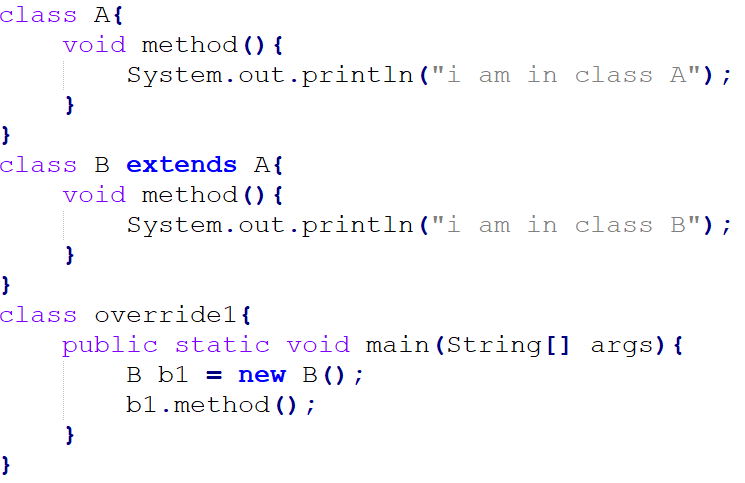 class A{
    void method(){
        System.out.println("i am in class A");
    }
}
class B extends A{
    void method(){
        System.out.println("i am in class B");
    }
}
class override1{
    public static void main(String[] args){
        B b1 = new B();
        b1.method();
    }
}